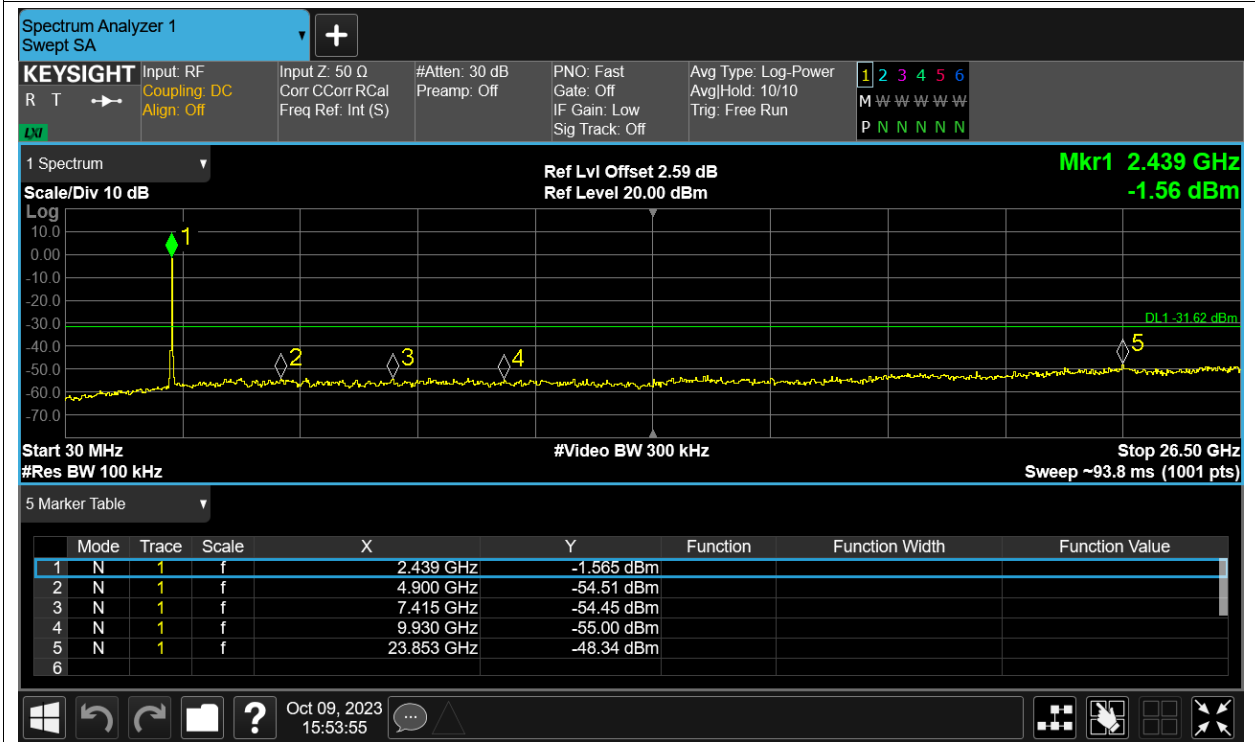 Spectrum Analyzer 1
Swept SA
KEYSIGHT
R T
LXI
Input: RF
Coupling: DC
Align: Off
Input Z: 50 Ω
Corr CCorr RCal
Freq Ref: Int (S)
#Atten: 30 dB
Preamp: Off
PNO: Fast
Gate: Off
IF Gain: Low
Sig Track: Off
Avg Type: Log-Power
Avg|Hold: 10/10
Trig: Free Run
1 2 3 4 5 6
M W W W W W
P N N N N N
1 Spectrum
Scale/Div 10 dB
Ref Lvl Offset 2.59 dB
Ref Level 20.00 dBm
Mkr1 2.439 GHz
-1.56 dBm
Log
10.0
0.00
-10.0
-20.0
-30.0
-40.0
-50.0
-60.0
-70.0
1
2
3
4
5
DL1 -31.62 dBm
Start 30 MHz
#Video BW 300 kHz
Stop 26.50 GHz
#Res BW 100 kHz
Sweep ~93.8 ms (1001 pts)
5 Marker Table
Mode Trace Scale X Y Function Function Width Function Value
1 N 1 f 2.439 GHz -1.565 dBm
2 N 1 f 4.900 GHz -54.51 dBm
3 N 1 f 7.415 GHz -54.45 dBm
4 N 1 f 9.930 GHz -55.00 dBm
5 N 1 f 23.853 GHz -48.34 dBm
6
?
Oct 09, 2023
15:53:55